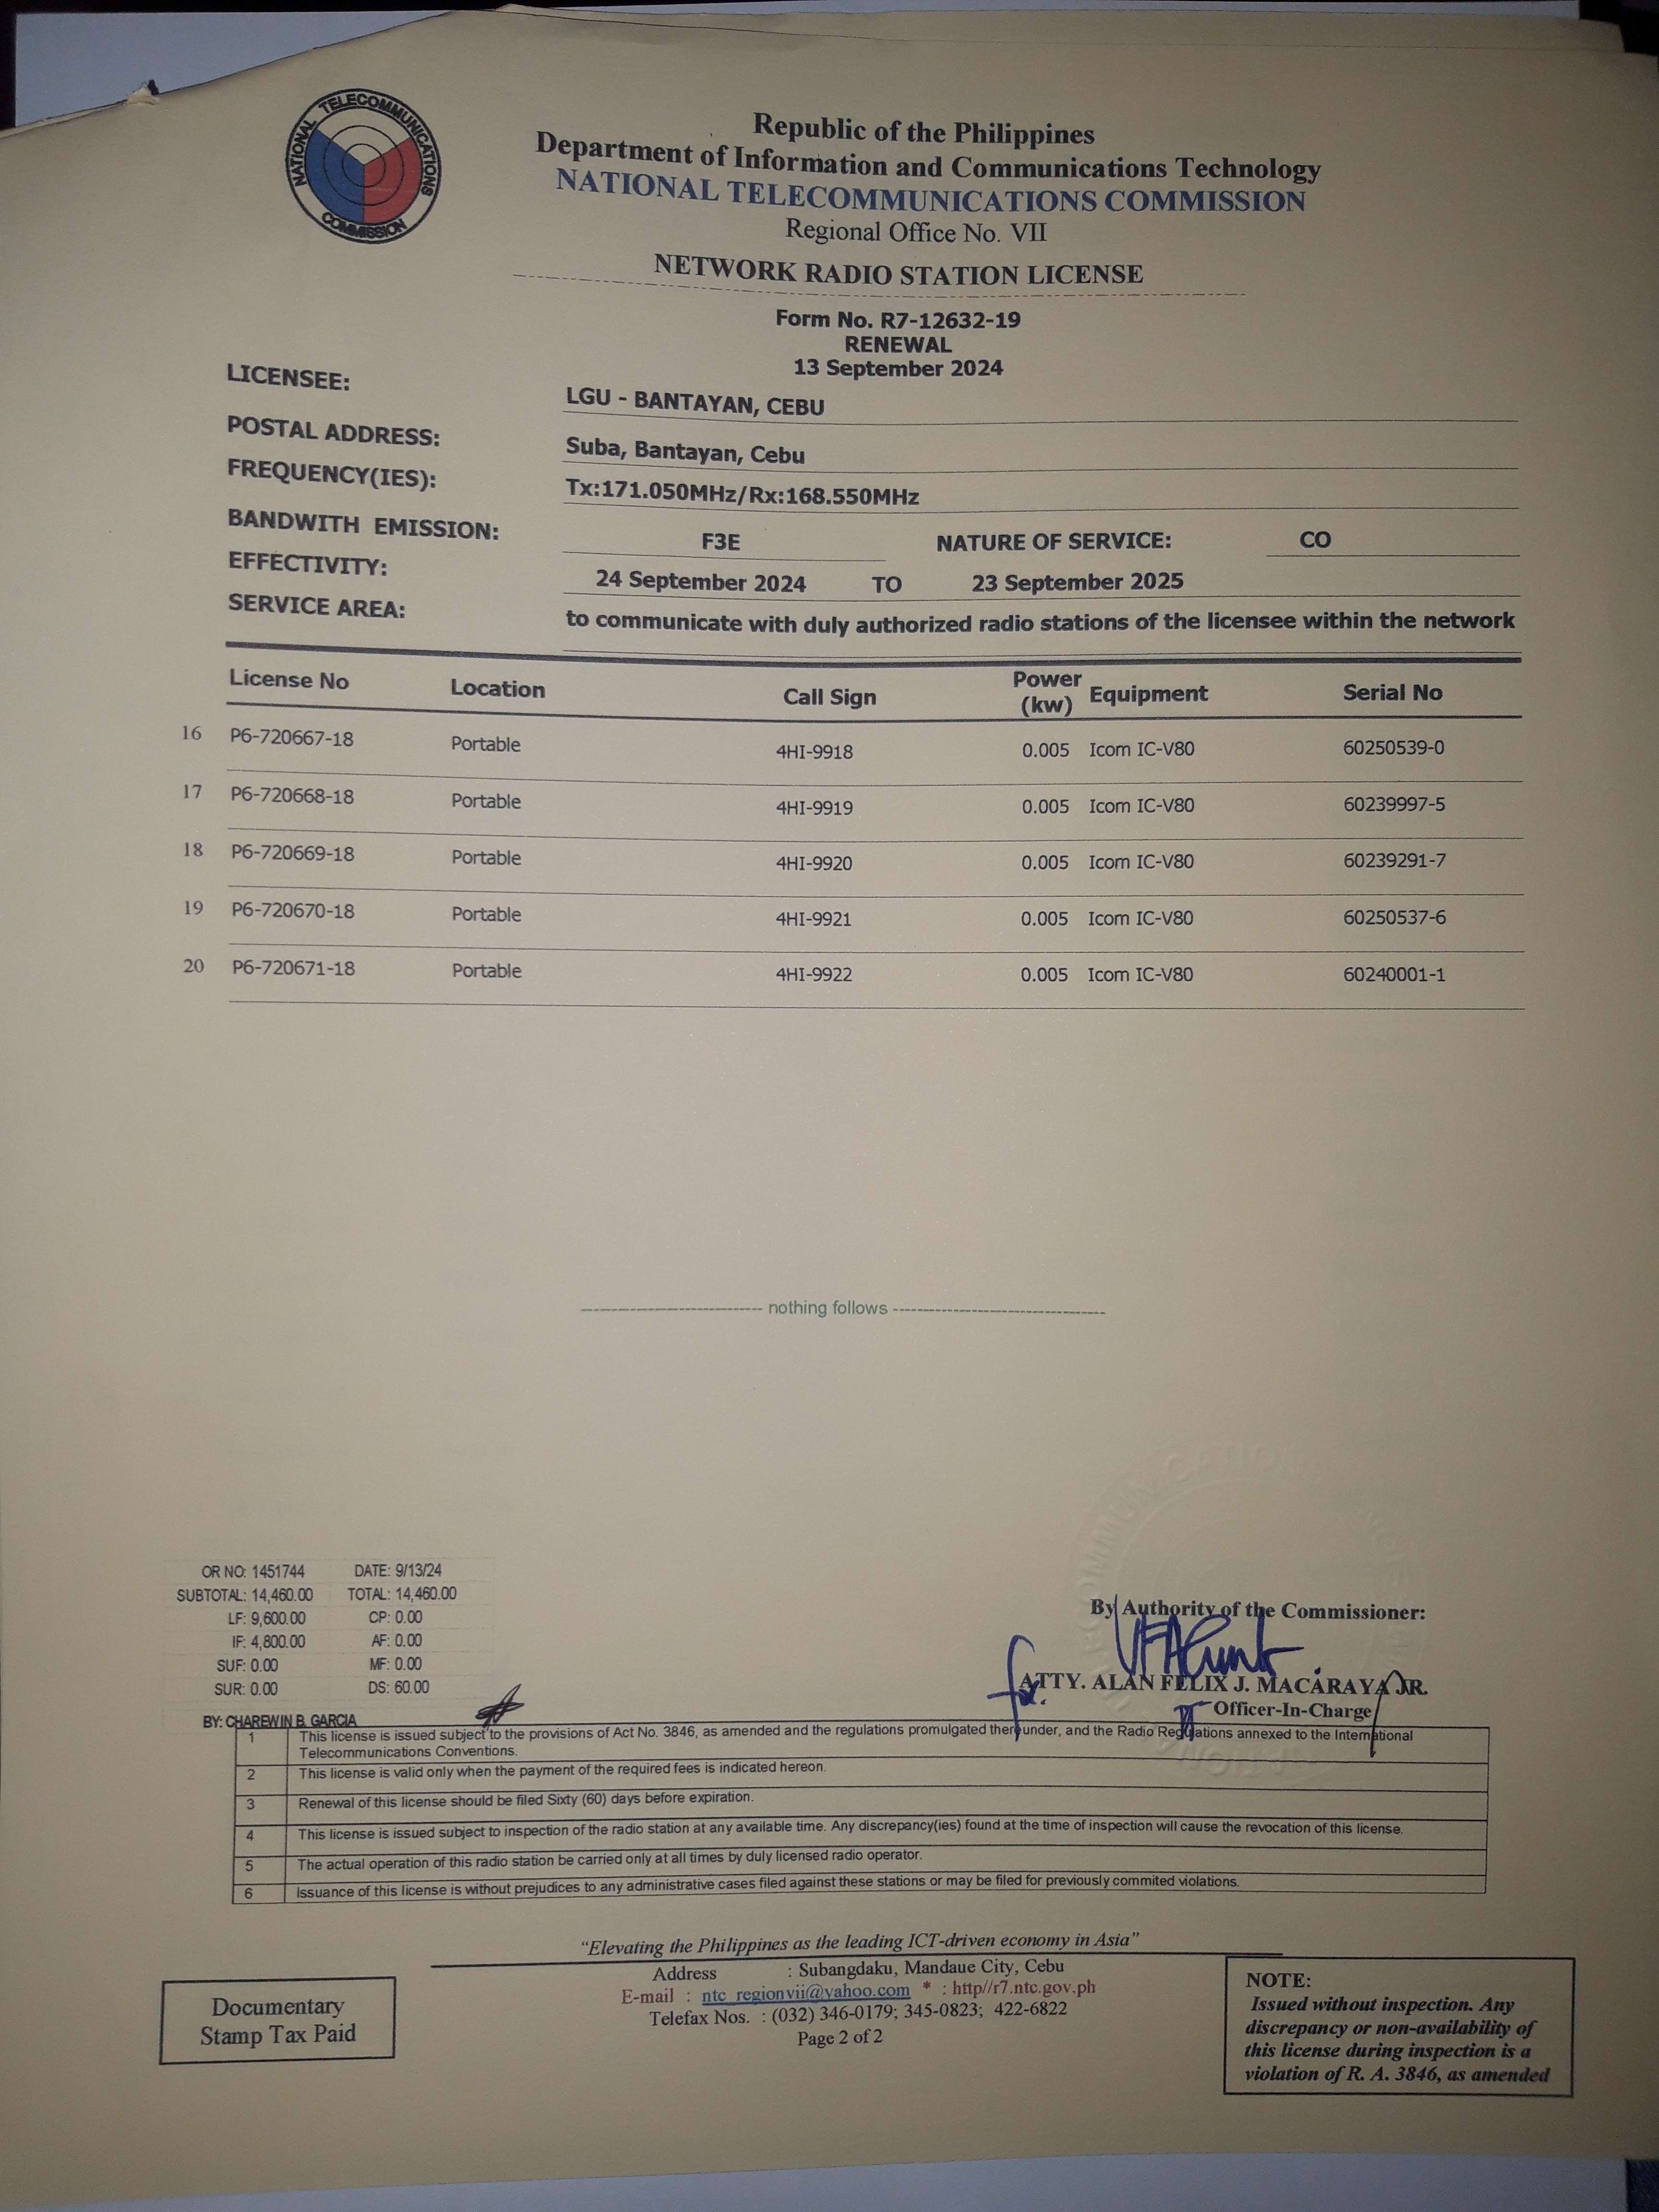 NATIONAL TELECOMMUNICATIONS COMMISSION
Republic of the Philippines
Department of Information and Communications Technology
NATIONAL TELECOMMUNICATIONS COMMISSION
Regional Office No. VII
NETWORK RADIO STATION LICENSE
Form No. R7-12632-19
RENEWAL
13 September 2024
LICENSEE: LGU - BANTAYAN, CEBU
POSTAL ADDRESS: Suba, Bantayan, Cebu
FREQUENCY(IES): Tx:171.050MHz/Rx:168.550MHz
BANDWITH EMISSION: F3E NATURE OF SERVICE: CO
EFFECTIVITY: 24 September 2024 TO 23 September 2025
SERVICE AREA: to communicate with duly authorized radio stations of the licensee within the network
License No Location Call Sign Power (kw) Equipment Serial No
16 P6-720667-18 Portable 4HI-9918 0.005 Icom IC-V80 60250539-0
17 P6-720668-18 Portable 4HI-9919 0.005 Icom IC-V80 60239997-5
18 P6-720669-18 Portable 4HI-9920 0.005 Icom IC-V80 60239291-7
19 P6-720670-18 Portable 4HI-9921 0.005 Icom IC-V80 60250537-6
20 P6-720671-18 Portable 4HI-9922 0.005 Icom IC-V80 60240001-1
------------------------------ nothing follows -----------------------------------
OR NO: 1451744 DATE: 9/13/24
SUBTOTAL: 14,460.00 TOTAL: 14,460.00
LF: 9,600.00 CP: 0.00
IF: 4,800.00 AF: 0.00
SUF: 0.00 MF: 0.00
SUR: 0.00 DS: 60.00
BY: CHAREWIN B. GARCIA
By Authority of the Commissioner:
for: ATTY. ALAN FELIX J. MACARAYA JR.
Officer-In-Charge
1 This license is issued subject to the provisions of Act No. 3846, as amended and the regulations promulgated thereunder, and the Radio Regulations annexed to the International
Telecommunications Conventions.
2 This license is valid only when the payment of the required fees is indicated hereon.
3 Renewal of this license should be filed Sixty (60) days before expiration.
4 This license is issued subject to inspection of the radio station at any available time. Any discrepancy(ies) found at the time of inspection will cause the revocation of this license.
5 The actual operation of this radio station be carried only at all times by duly licensed radio operator.
6 Issuance of this license is without prejudices to any administrative cases filed against these stations or may be filed for previously commited violations.
“Elevating the Philippines as the leading ICT-driven economy in Asia”
Address : Subangdaku, Mandaue City, Cebu
E-mail : ntc_regionvii@yahoo.com * : http//r7.ntc.gov.ph
Telefax Nos. : (032) 346-0179; 345-0823; 422-6822
Page 2 of 2
Documentary
Stamp Tax Paid
NOTE:
Issued without inspection. Any
discrepancy or non-availability of
this license during inspection is a
violation of R. A. 3846, as amended